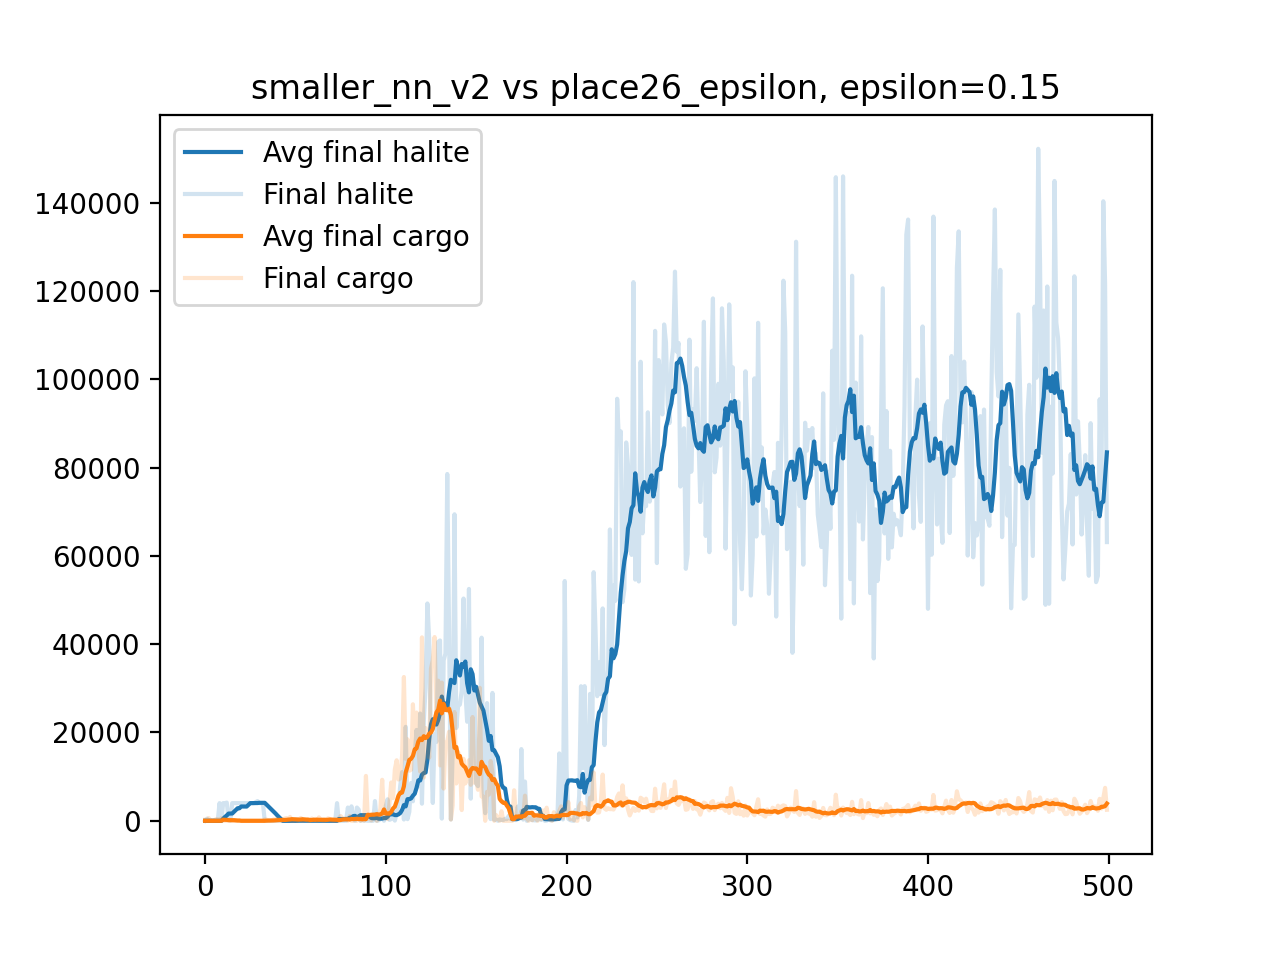 smaller_nn_v2 vs place26_epsilon, epsilon=0.15
Avg final halite
Final halite
Avg final cargo
Final cargo
140000
120000
100000
80000
60000
40000
20000
0
0 100 200 300 400 500